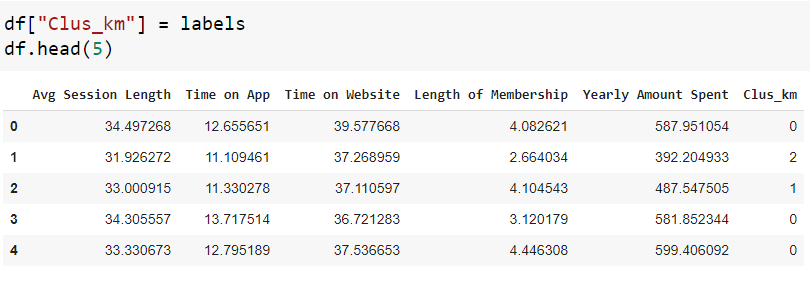 df["Clus_km"] = labels
df.head(5)
Avg Session Length Time on App Time on Website Length of Membership Yearly Amount Spent Clus_km
0 34.497268 12.655651 39.577668 4.082621 587.951054 0
1 31.926272 11.109461 37.268959 2.664034 392.204933 2
2 33.000915 11.330278 37.110597 4.104543 487.547505 1
3 34.305557 13.717514 36.721283 3.120179 581.852344 0
4 33.330673 12.795189 37.536653 4.446308 599.406092 0